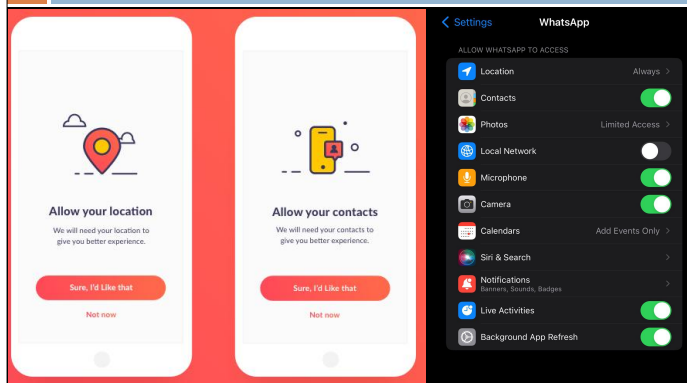 Allow your location
We will need your location to
give you better experience.
Sure, I'd Like that
Not now
Allow your contacts
We will need your contacts to
give you better experience.
Sure, I'd Like that
Not now
Settings
WhatsApp
ALLOW WHATSAPP TO ACCESS
Location Always
Contacts
Photos Limited Access
Local Network
Microphone
Camera
Calendars Add Events Only
Siri & Search
Notifications
Banners, Sounds, Badges
Live Activities
Background App Refresh